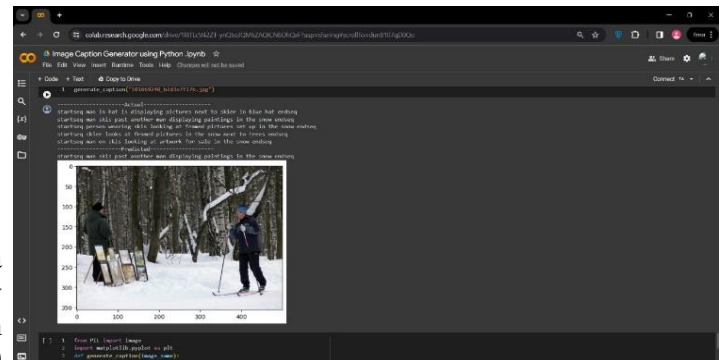 Image Caption Generator using Python .ipynb
Share
File Edit View Insert Runtime Tools Help Changes will not be saved
+ Code + Text Copy to Drive
Connect
1 generate_caption("
--------------------Actual--------------------
startseq man in hat is displaying pictures next to skier in blue hat endseq
startseq man skis past another man displaying paintings in the snow endseq
startseq person wearing skis looking at framed pictures set up in the snow endseq
startseq skier looks at framed pictures in the snow next to trees endseq
startseq man on skis looking at artwork for sale in the snow endseq
--------------------Predicted--------------------
startseq man skis past another man displaying paintings in the snow endseq
0
50
100
150
200
250
300
350
0 100 200 300 400
[ ] 1 from PIL import Image
2 import matplotlib.pyplot as plt
3 def generate_caption(image_name):